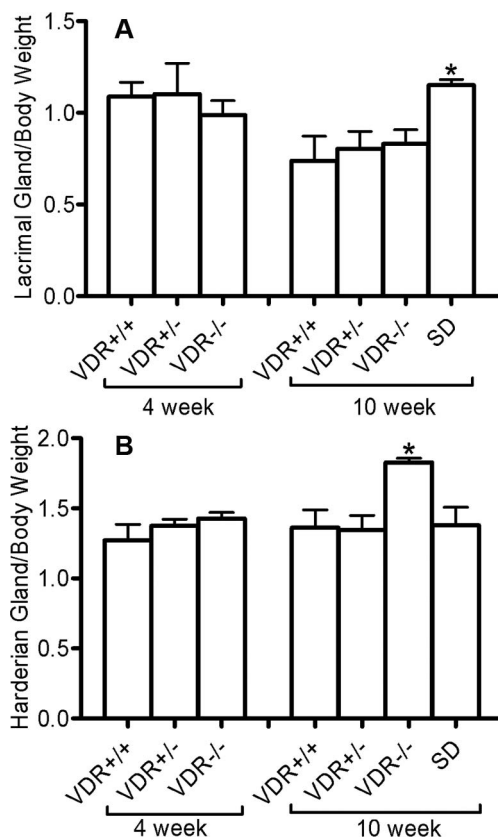 A
Lacrimal Gland/Body Weight
1.5
1.0
0.5
0.0
*
VDR+/+
VDR+/-
VDR-/-
VDR+/+
VDR+/-
VDR-/-
SD
4 week
10 week
B
Harderian Gland/Body Weight
2.0
1.5
1.0
0.5
0.0
*
VDR+/+
VDR+/-
VDR-/-
VDR+/+
VDR+/-
VDR-/-
SD
4 week
10 week